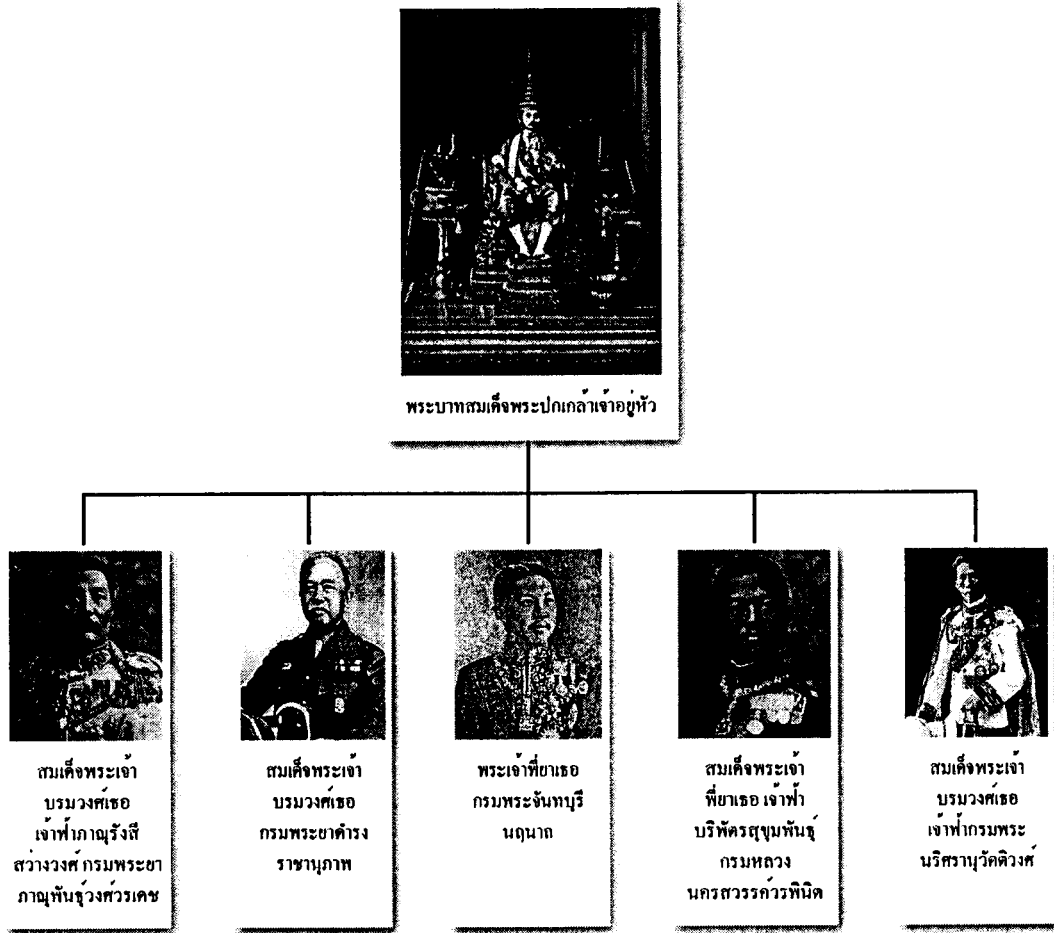 พระบาทสมเด็จพระปกเกล้าเจ้าอยู่หัว
สมเด็จพระเจ้า
บรมวงศ์เธอ
เจ้าฟ้าภาณุรังสี
สว่างวงศ์ กรมพระยา
ภาณุพันธุ์วงศ์วรเดช
สมเด็จพระเจ้า
บรมวงศ์เธอ
กรมพระยาดำรง
ราชานุภาพ
พระเจ้าพี่ยาเธอ
กรมพระจันทบุรี
นฤนาถ
สมเด็จพระเจ้า
พี่ยาเธอ เจ้าฟ้า
บริพัตรสุขุมพันธุ์
กรมหลวง
นครสวรรค์วรพินิต
สมเด็จพระเจ้า
บรมวงศ์เธอ
เจ้าฟ้ากรมพระ
นริศรานุวัดติวงศ์